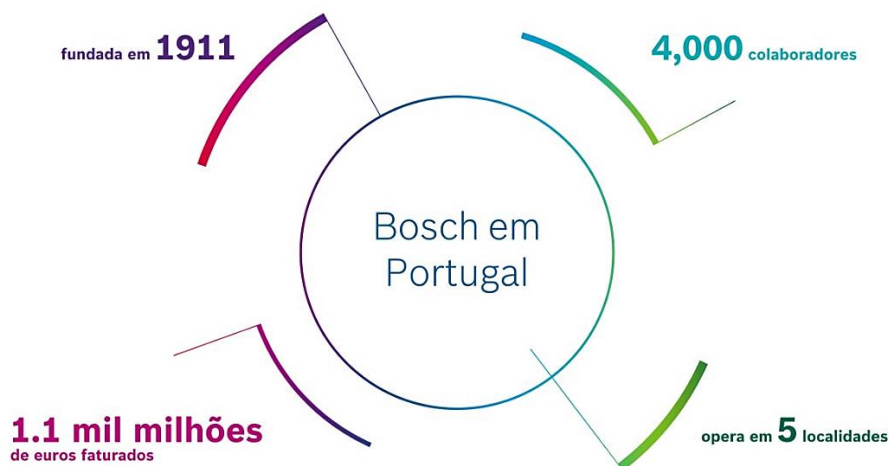 fundada em 1911
4,000 colaboradores
Bosch em
Portugal
1.1 mil milhões
de euros faturados
opera em 5 localidades